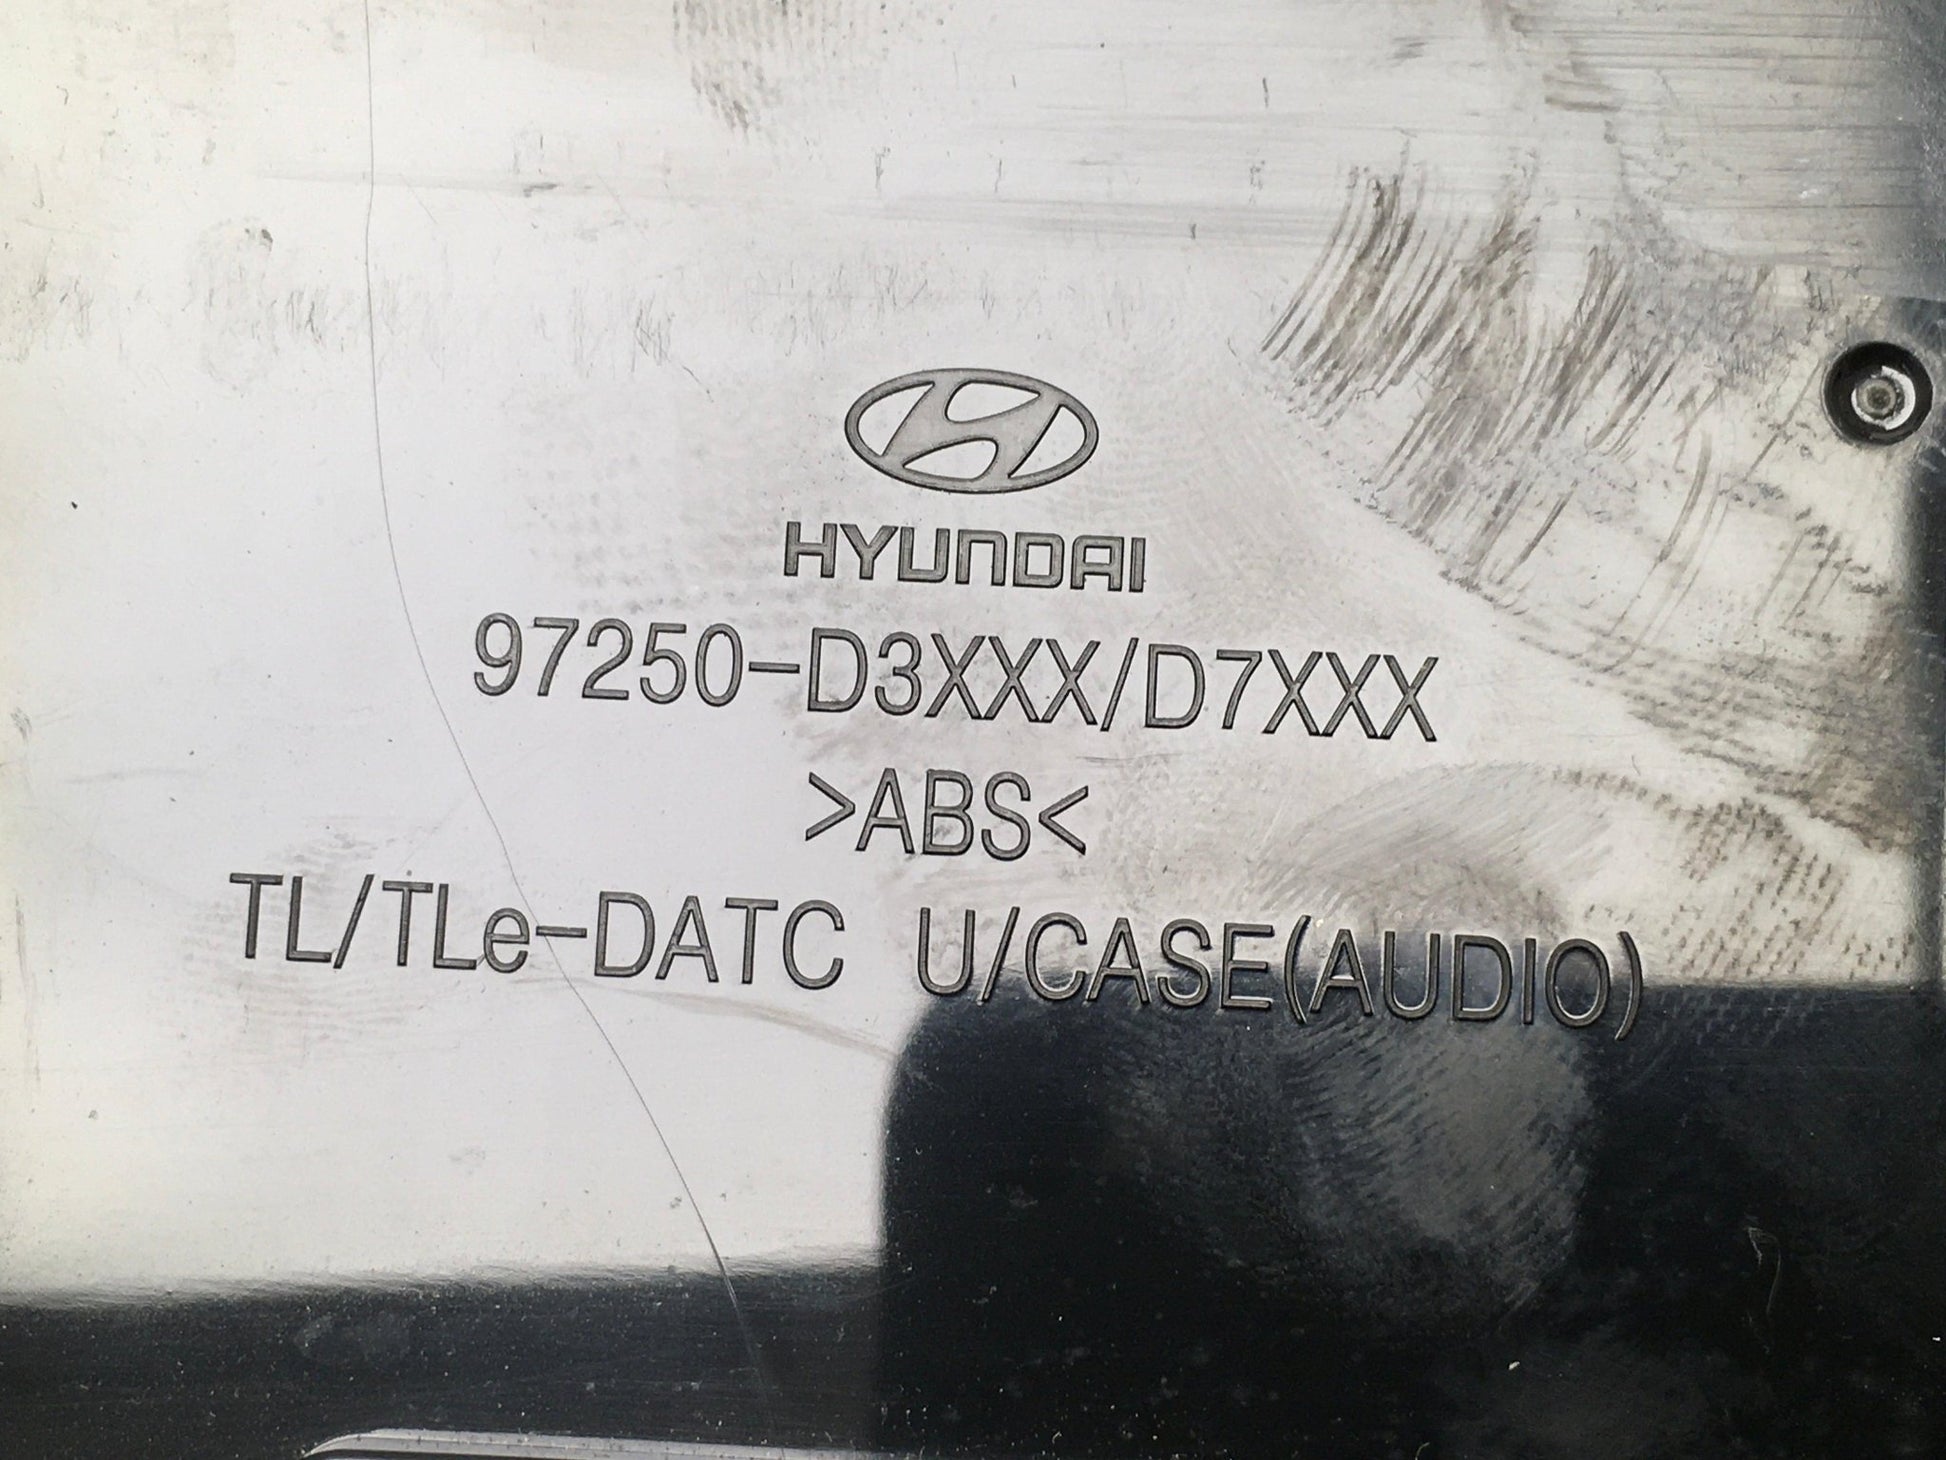 HYUNDAI
97250-D3XXX/D7XXX
>ABS<
TL/TLe-DATC U/CASE(AUDIO)